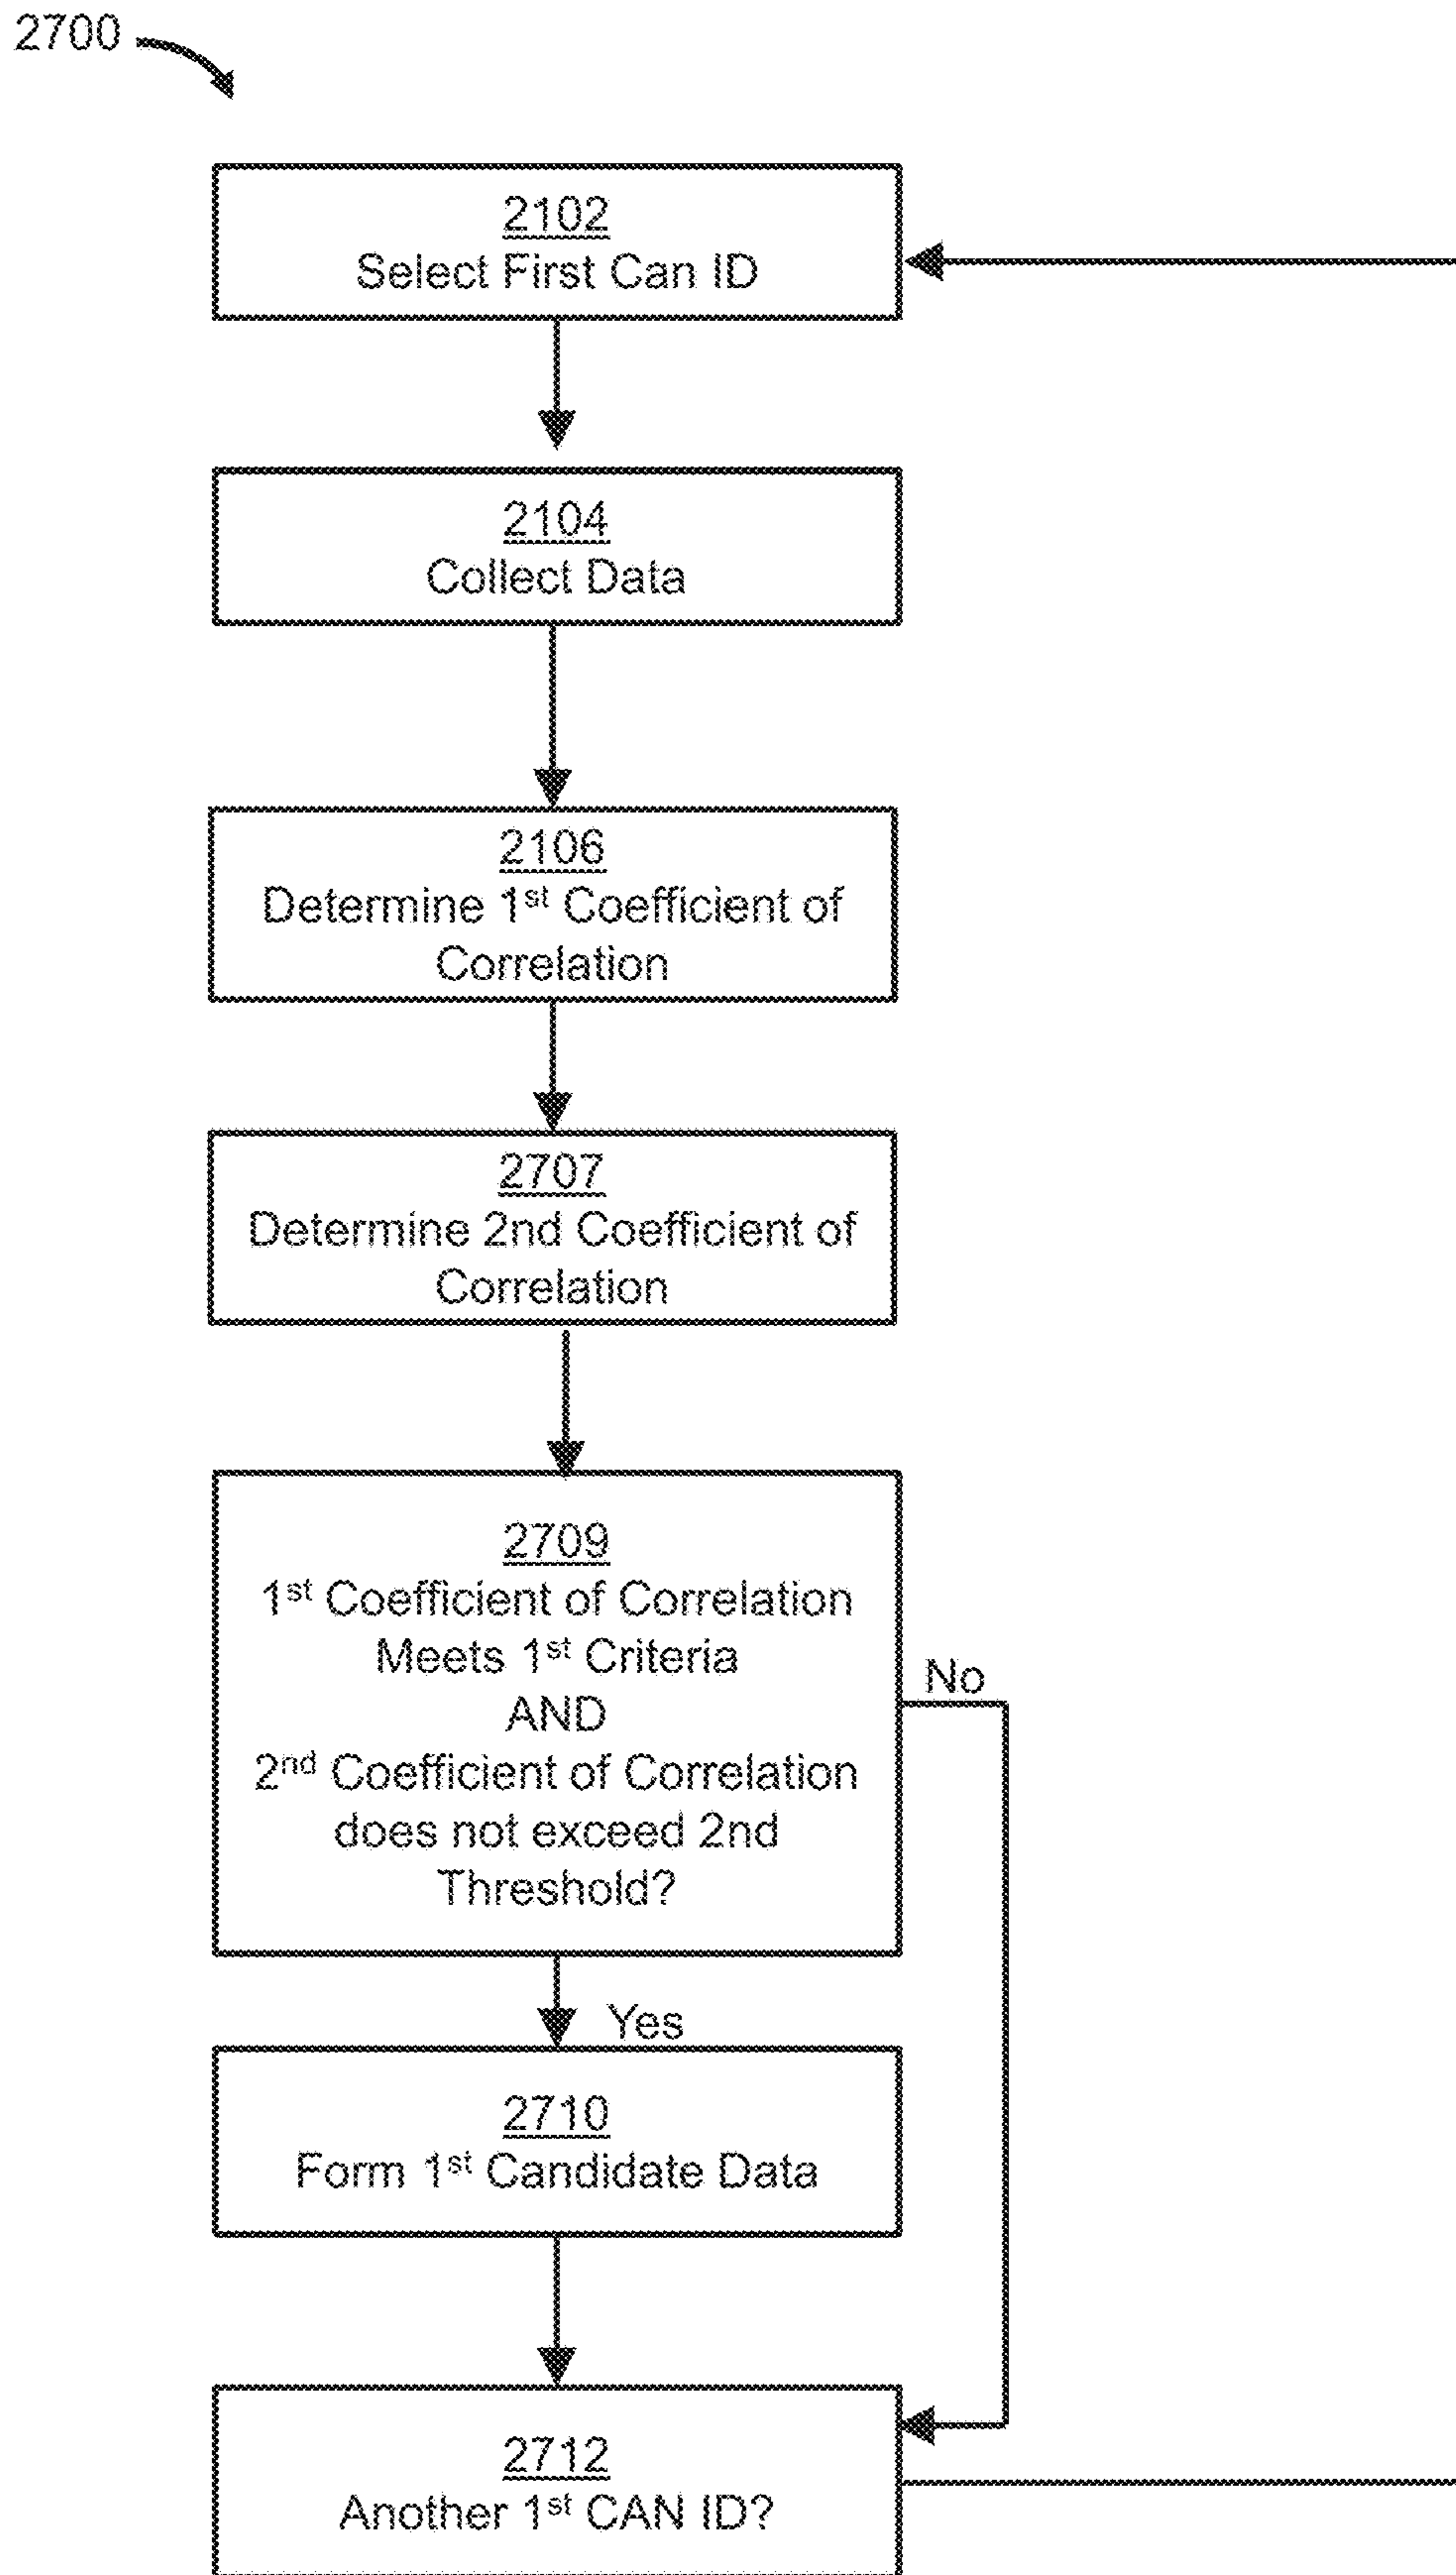 2700
2102
Select First Can ID
2104
Collect Data
2106
Determine 1st Coefficient of
Correlation
2707
Determine 2nd Coefficient of
Correlation
2709
1st Coefficient of Correlation
Meets 1st Criteria
AND
2nd Coefficient of Correlation
does not exceed 2nd
Threshold?
No
Yes
2710
Form 1st Candidate Data
2712
Another 1st CAN ID?